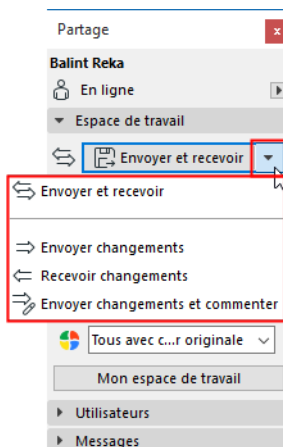 Partage
x
Balint Reka
En ligne
Espace de travail
Envoyer et recevoir
Envoyer et recevoir
Envoyer changements
Recevoir changements
Envoyer changements et commenter
Tous avec c...r originale
Mon espace de travail
Utilisateurs
Messages